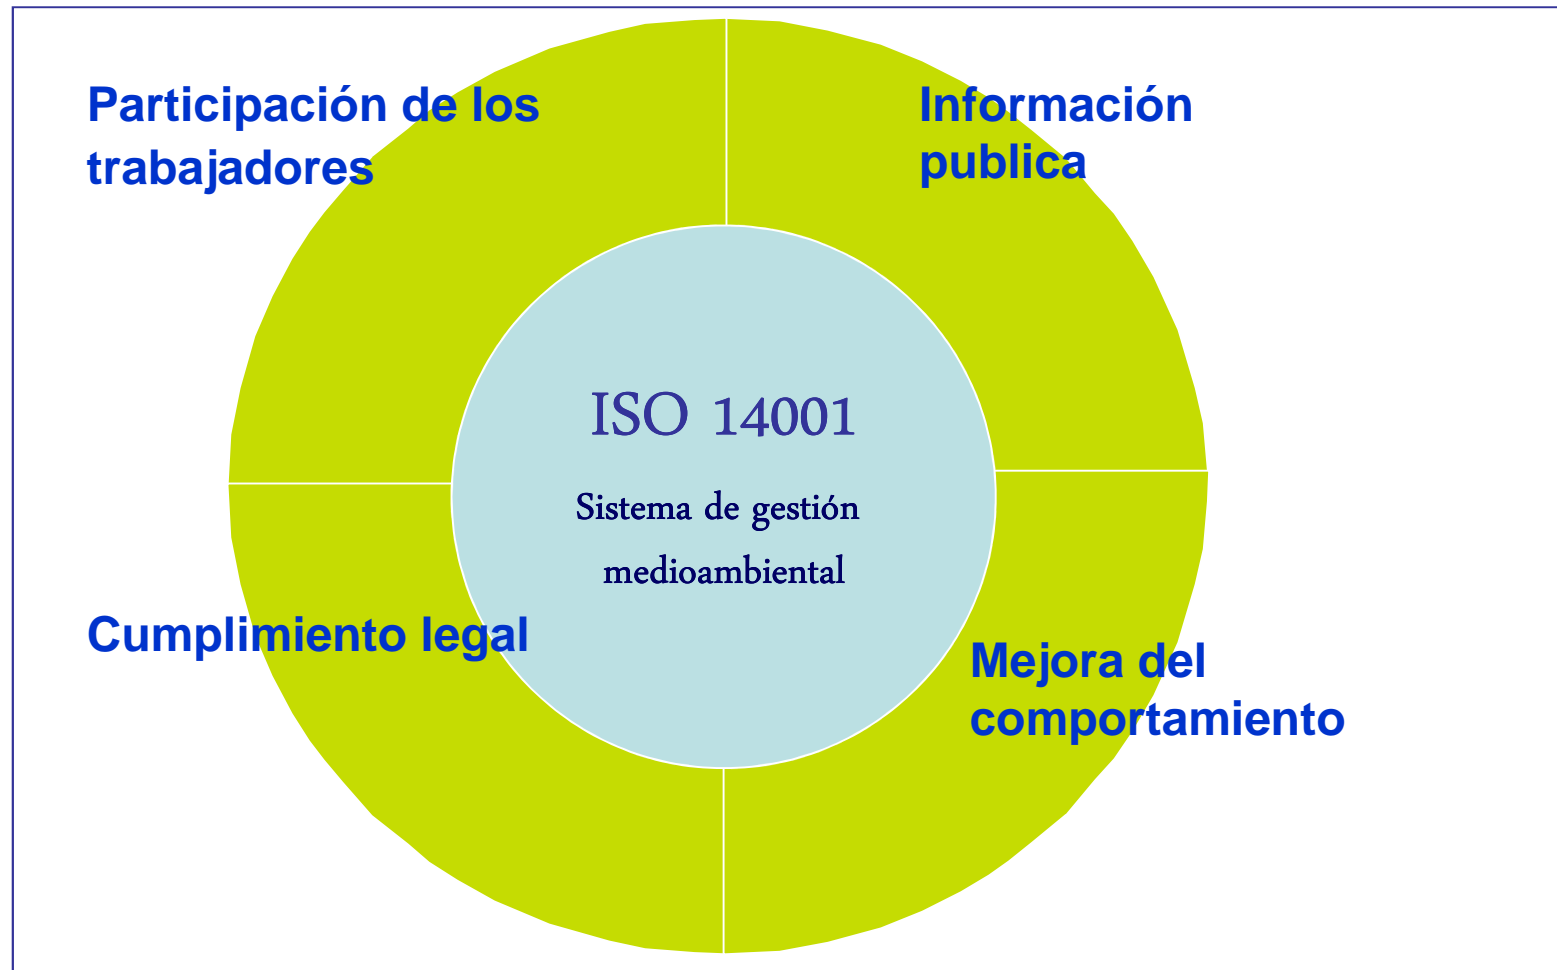 Participación de los
trabajadores
Información
publica
ISO 14001
Sistema de gestión
medioambiental
Cumplimiento legal
Mejora del
comportamiento